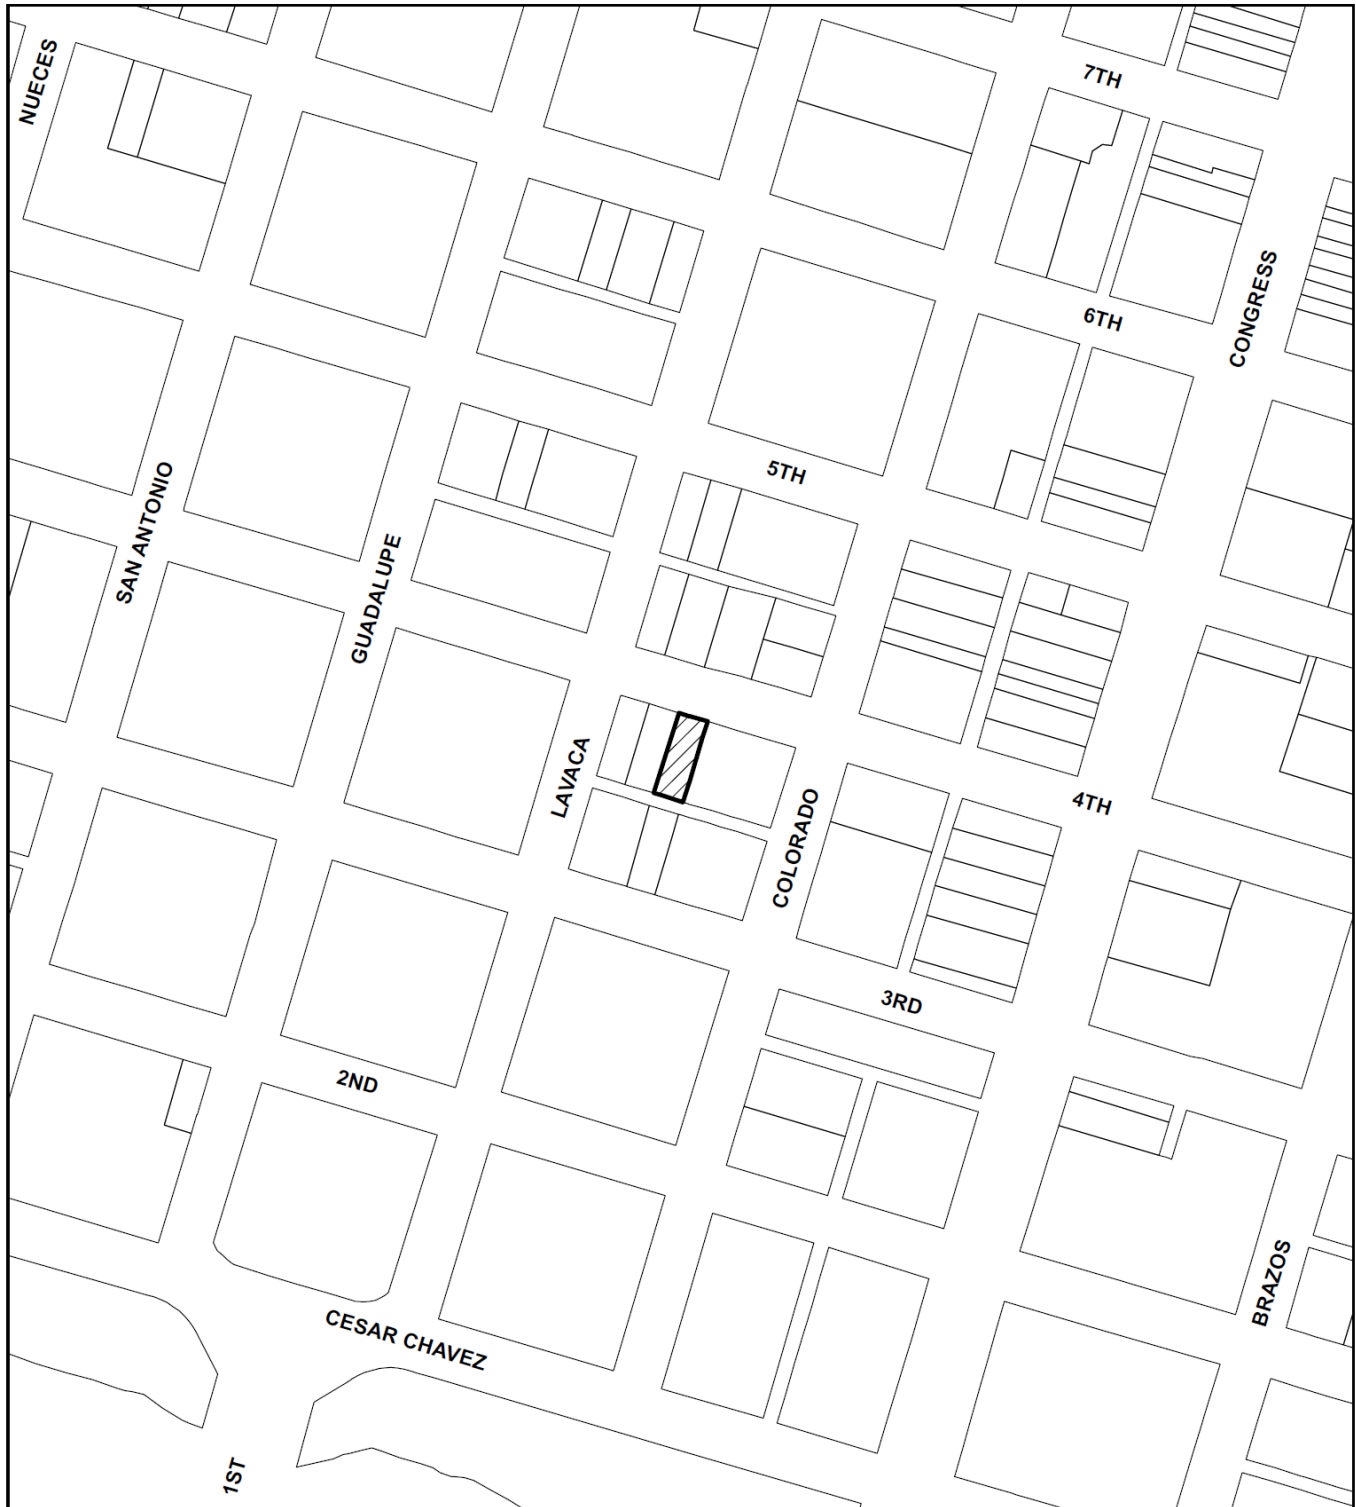 NUECES
7TH
CONGRESS
6TH
5TH
SAN ANTONIO
GUADALUPE
LAVACA
4TH
COLORADO
3RD
2ND
BRAZOS
CESAR CHAVEZ
1ST